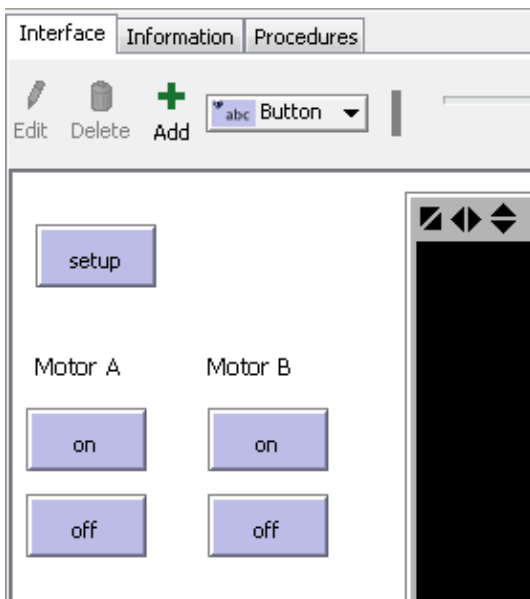 Interface Information Procedures
Edit Delete Add abc Button
setup
Motor A Motor B
on on
off off